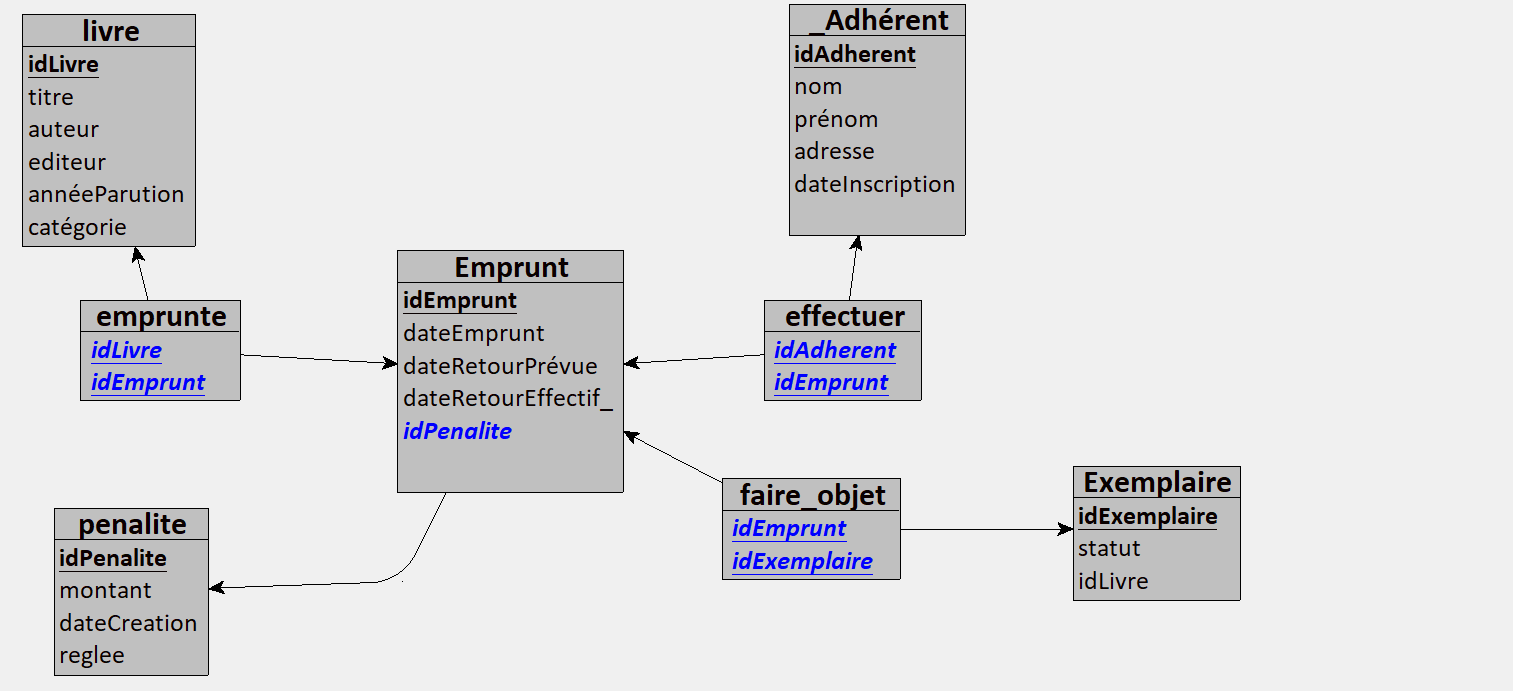 livre
idLivre
titre
auteur
editeur
annéeParution
catégorie
_Adhérent
idAdherent
nom
prénom
adresse
dateInscription
emprunte
idLivre
idEmprunt
Emprunt
idEmprunt
dateEmprunt
dateRetourPrévue
dateRetourEffectif_
idPenalite
effectuer
idAdherent
idEmprunt
penalite
idPenalite
montant
dateCreation
reglee
faire_objet
idEmprunt
idExemplaire
Exemplaire
idExemplaire
statut
idLivre